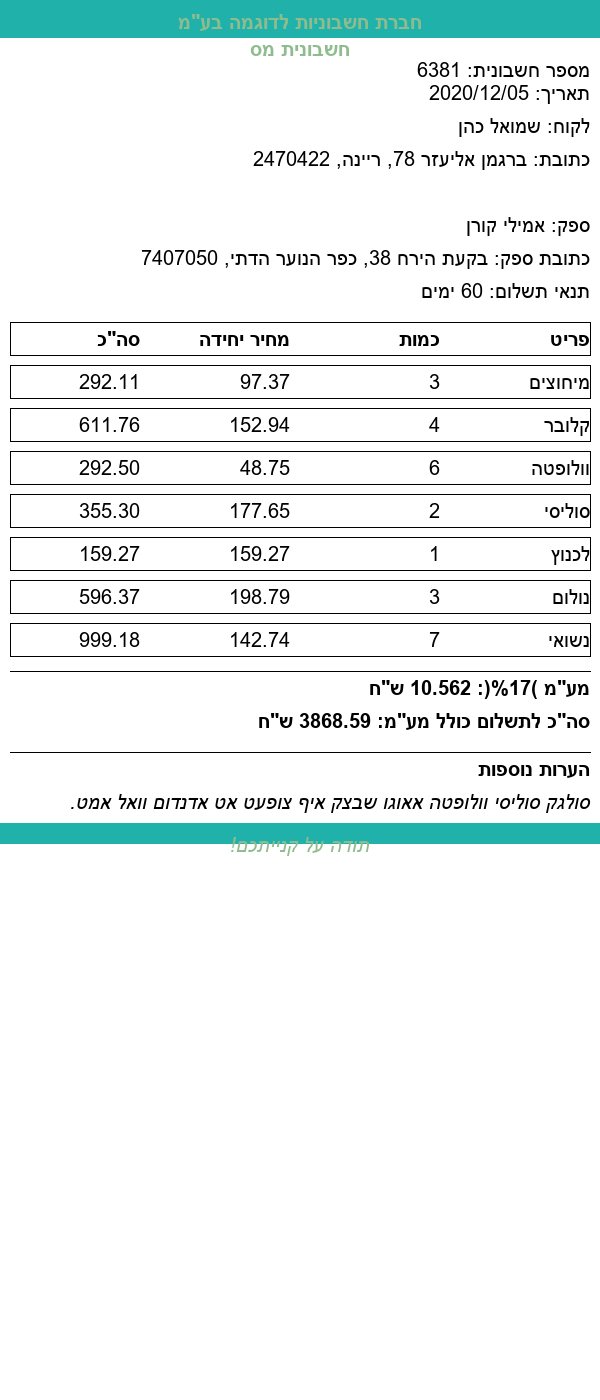 חברת חשבוניות לדוגמה בע"מ
חשבונית מס
מספר חשבונית: 6381
תאריך: 2020/12/05
לקוח: שמואל כהן
כתובת: ברגמן אליעזר 78, ריינה, 2470422
ספק: אמילי קורן
כתובת ספק: בקעת הירח 38, כפר הנוער הדתי, 7407050
תנאי תשלום: 60 ימים
פריט כמות מחיר יחידה סה"כ
מיחוצים 3 97.37 292.11
קלובר 4 152.94 611.76
וולופטה 6 48.75 292.50
סוליסי 2 177.65 355.30
לכנוץ 1 159.27 159.27
נולום 3 198.79 596.37
נשואי 7 142.74 999.18
מע"מ )17%(: 10.562 ש"ח
סה"כ לתשלום כולל מע"מ: 3868.59 ש"ח
הערות נוספות
סולגק סוליסי וולופטה אאוגו שבצק איף צופעט אט אדנדום וואל אמט.
תודה על קנייתכם!